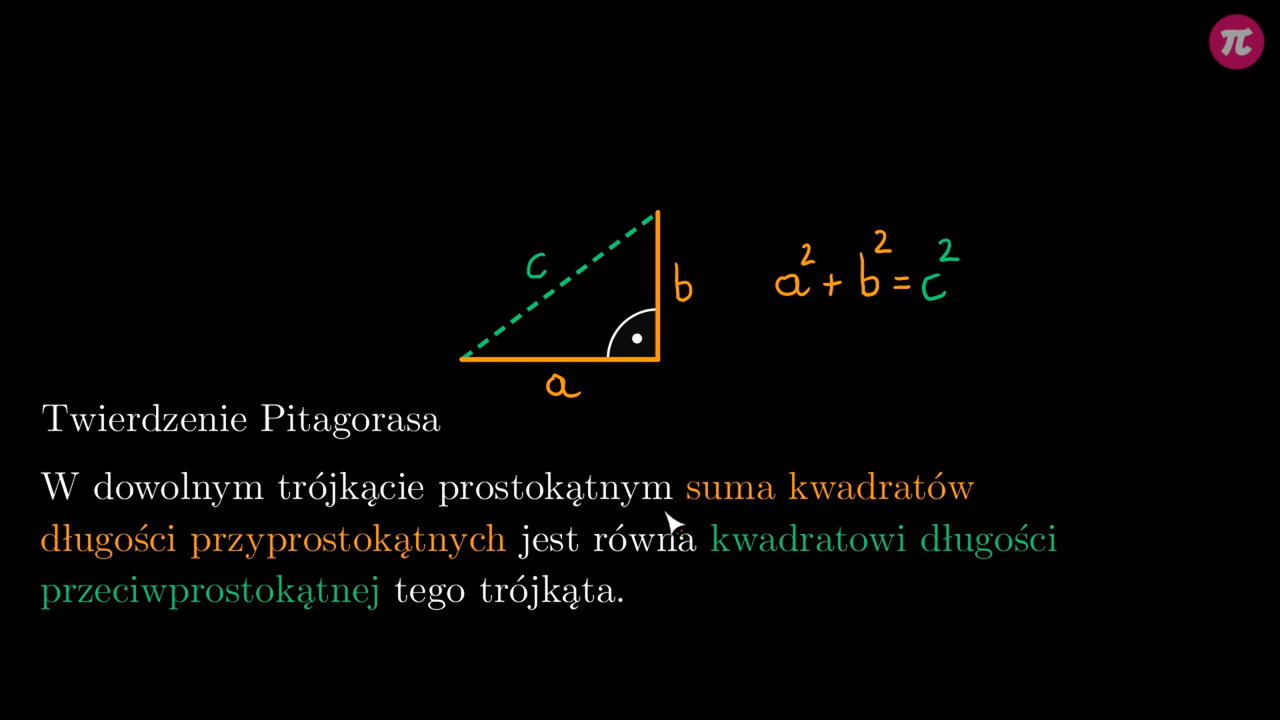 π
c
b
a² + b² = c²
a
Twierdzenie Pitagorasa
W dowolnym trójkącie prostokątnym suma kwadratów
długości przyprostokątnych jest równa kwadratowi długości
przeciwprostokątnej tego trójkąta.